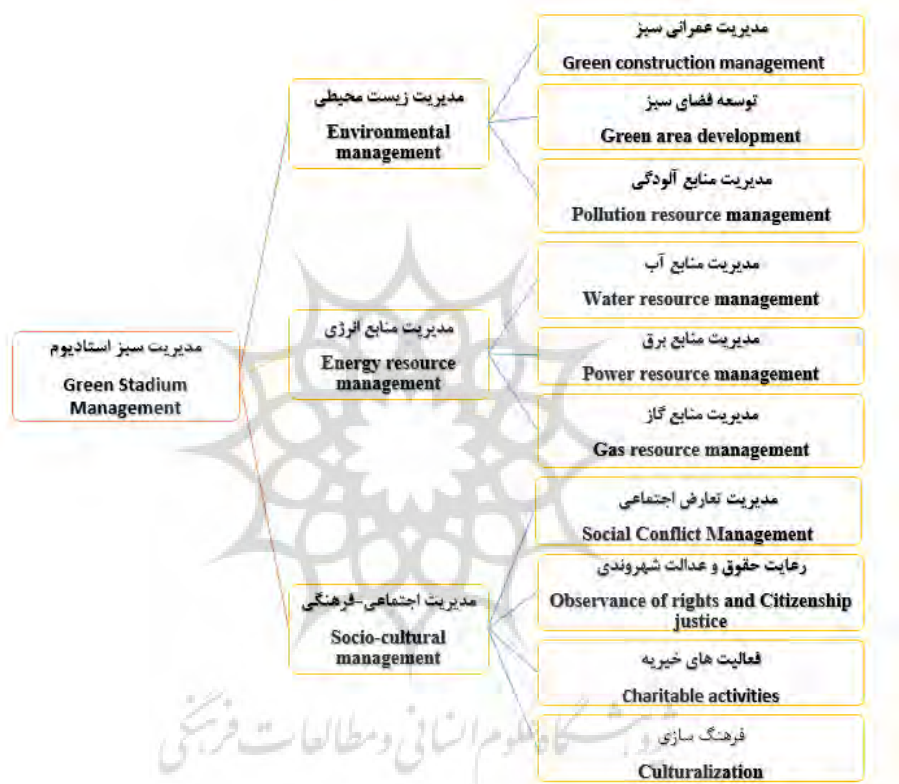 مدیریت سبز استادیوم
Green Stadium
Management
مدیریت زیست محیطی
Environmental
management
مدیریت عمرانی سبز
Green construction management
توسعه فضای سبز
Green area development
مدیریت منابع آلودگی
Pollution resource management
مدیریت منابع انرژی
Energy resource
management
مدیریت منابع آب
Water resource management
مدیریت منابع برق
Power resource management
مدیریت منابع گاز
Gas resource management
مدیریت اجتماعی-فرهنگی
Socio-cultural
management
مدیریت تعارض اجتماعی
Social Conflict Management
رعایت حقوق و عدالت شهروندی
Observance of rights and Citizenship
justice
فعالیت های خیریه
Charitable activities
فرهنگ سازی
Culturalization
علوم انسانی و مطالعات فرهنگی